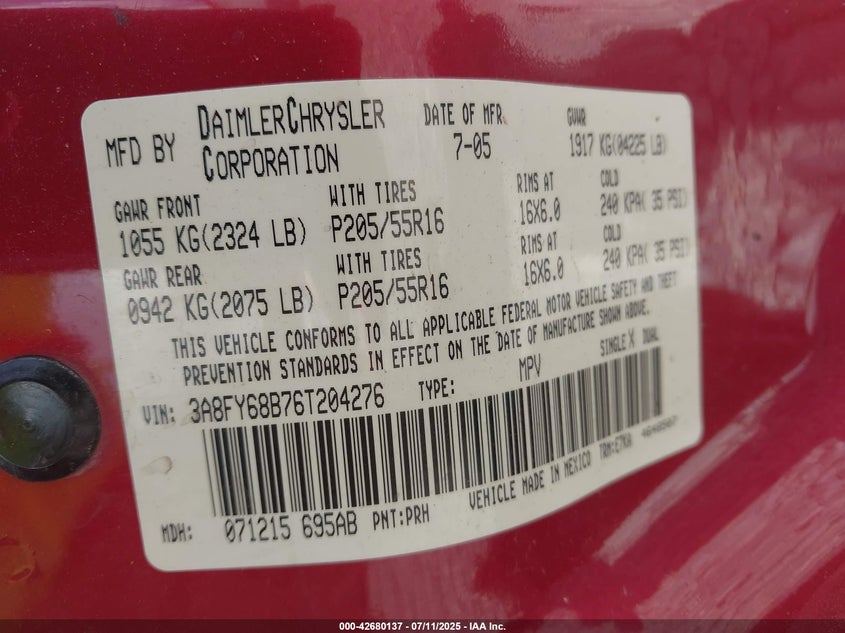 MFD BY DAIMLERCHRYSLER CORPORATION DATE OF MFR 7-05 GVWR 1917 KG(04225 LB)
GAWR FRONT WITH TIRES RIMS AT COLD
1055 KG(2324 LB) P205/55R16 16X6.0 240 KPA( 35 PSI)
GAWR REAR WITH TIRES RIMS AT COLD
0942 KG(2075 LB) P205/55R16 16X6.0 240 KPA( 35 PSI)
THIS VEHICLE CONFORMS TO ALL APPLICABLE FEDERAL MOTOR VEHICLE SAFETY AND THEFT
PREVENTION STANDARDS IN EFFECT ON THE DATE OF MANUFACTURE SHOWN ABOVE.
VIN: 3A8FY68B76T204276 TYPE: MPV SINGLE X DUAL
MDH: 071215 695AB PNT:PRH VEHICLE MADE IN MEXICO TRM:E7KA
000-42680137 - 07/11/2025 - IAA Inc.